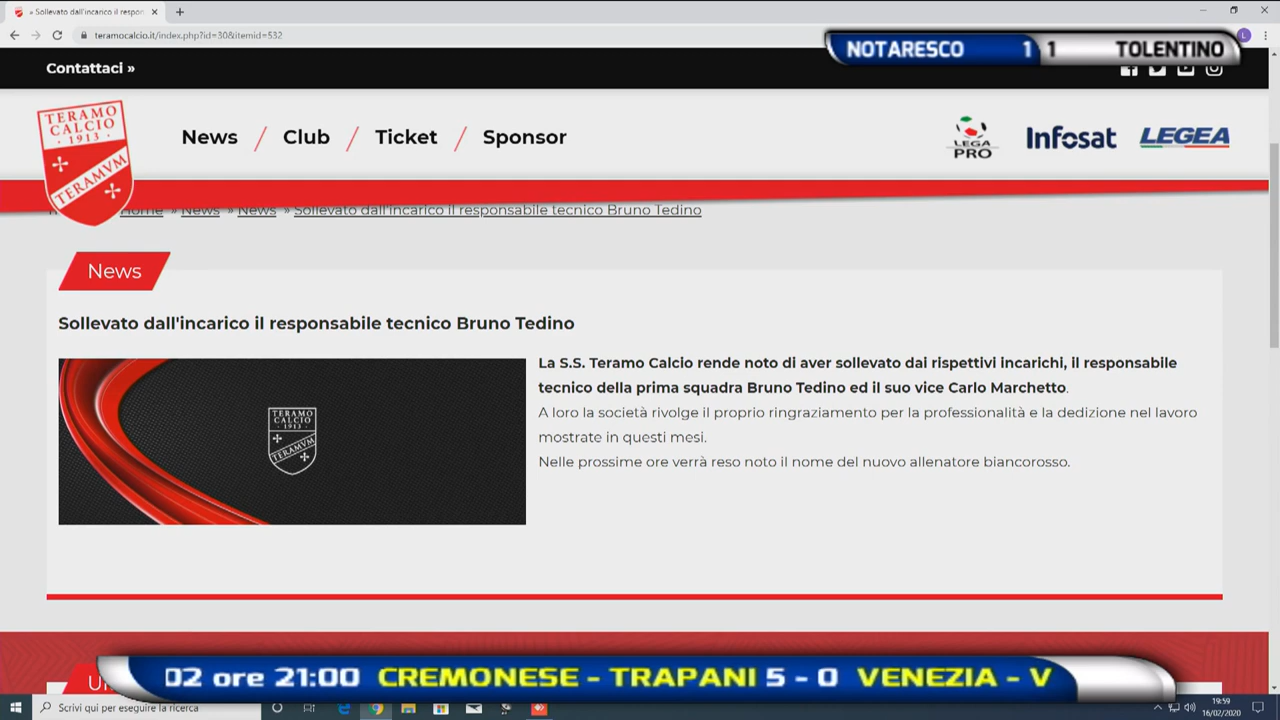 » Sollevato dall'incarico il respon
teramocalcio.it/index.php?id=30&itemid=532
NOTARESCO 1 1 TOLENTINO
Contattaci »
TERAMO
CALCIO
· 1913 ·
TERAMVM
News / Club / Ticket / Sponsor
LEGA
PRO
Infosat
LEGEA
Home » News » News » Sollevato dall'incarico il responsabile tecnico Bruno Tedino
News
Sollevato dall'incarico il responsabile tecnico Bruno Tedino
TERAMO
CALCIO
1913
TERAMVM
La S.S. Teramo Calcio rende noto di aver sollevato dai rispettivi incarichi, il responsabile
tecnico della prima squadra Bruno Tedino ed il suo vice Carlo Marchetto.
A loro la società rivolge il proprio ringraziamento per la professionalità e la dedizione nel lavoro
mostrate in questi mesi.
Nelle prossime ore verrà reso noto il nome del nuovo allenatore biancorosso.
02 ore 21:00 CREMONESE - TRAPANI 5 - 0 VENEZIA - V
Scrivi qui per eseguire la ricerca
19:59
16/02/2020